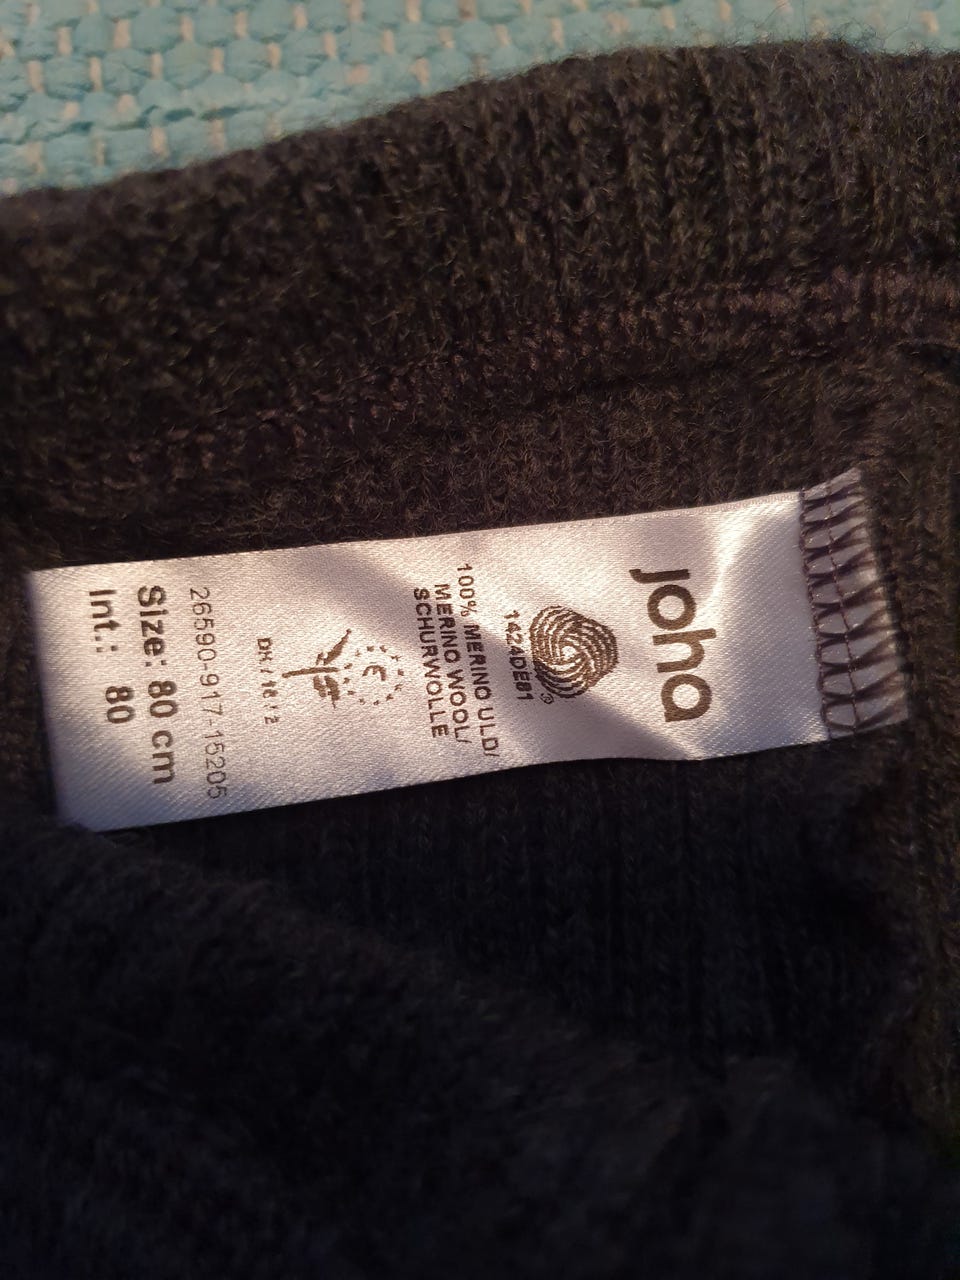 joha
®
1424DE81
100% MERINO ULD/
MERINO WOOL/
SCHURWOLLE
DK/16/2
26590-917-15205
Size: 80 cm
Int.: 80